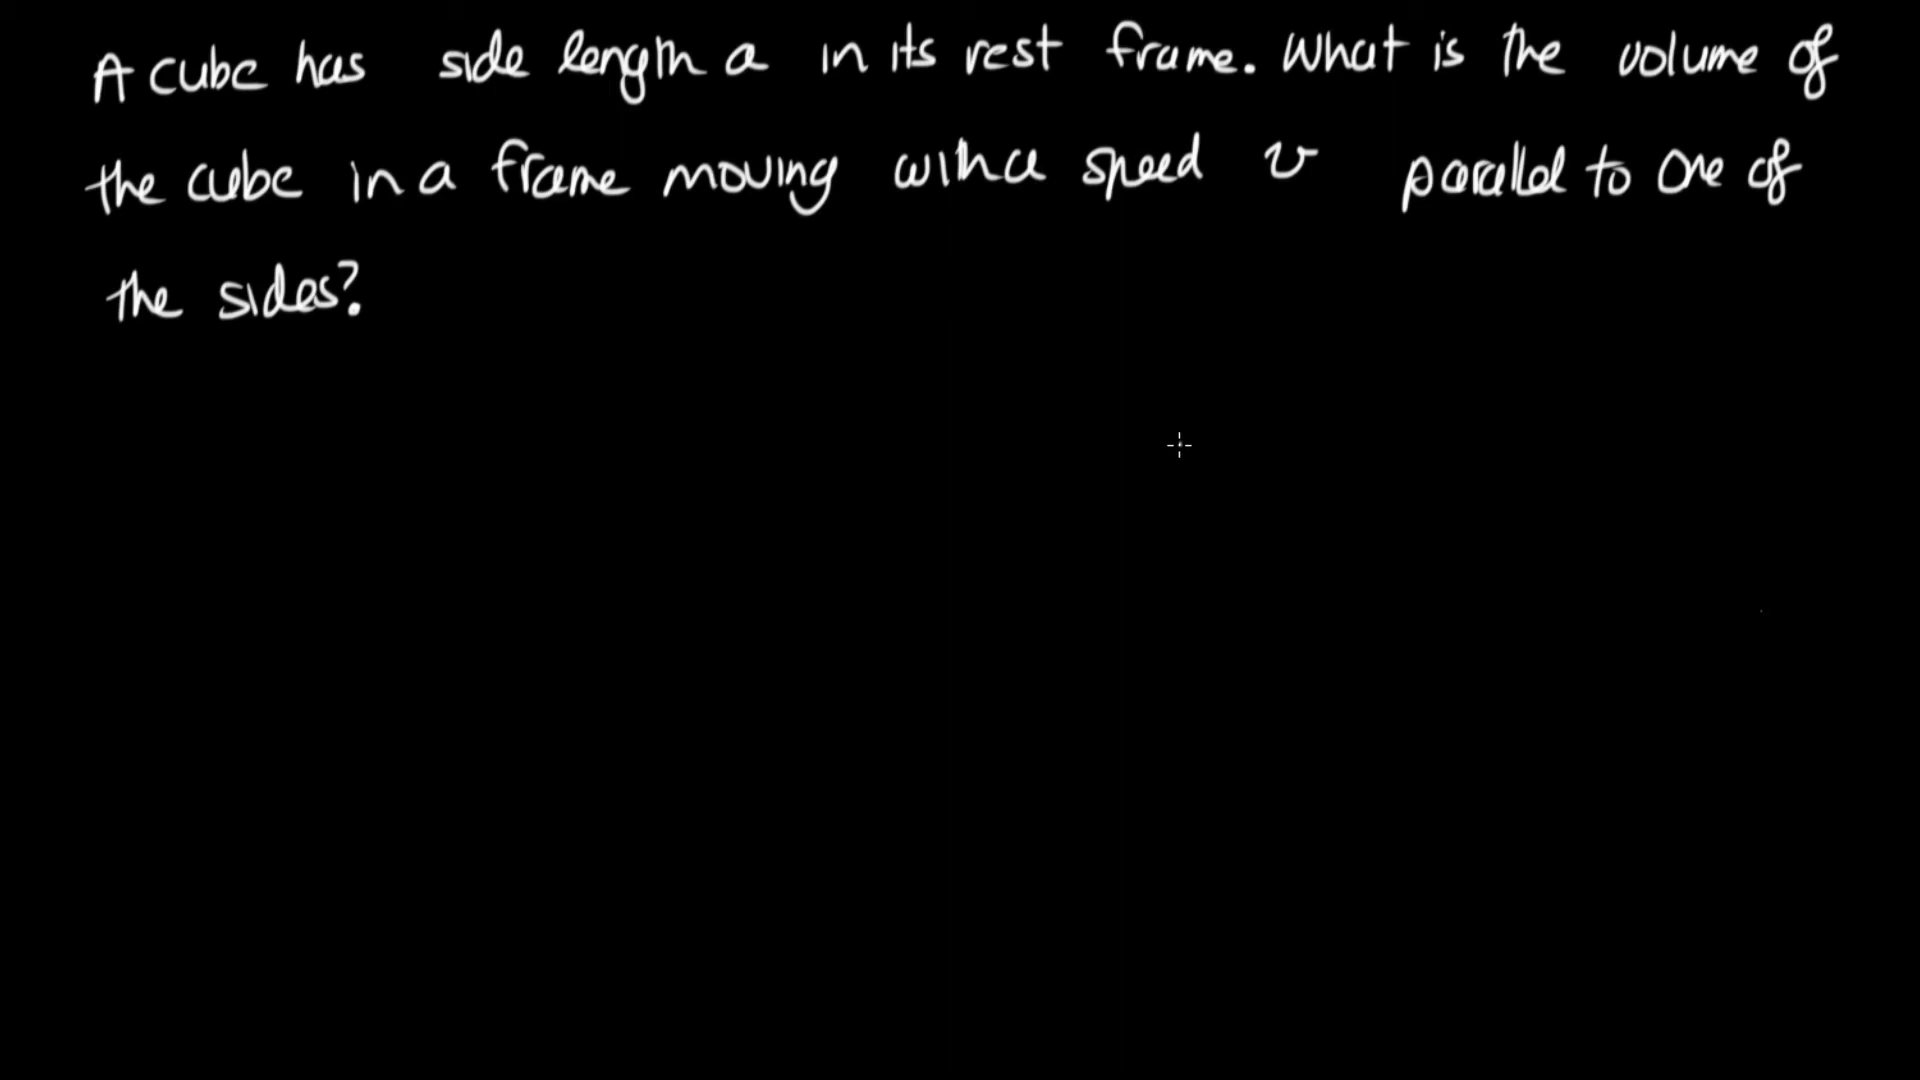 A cube has side length a in its rest frame. What is the volume of
the cube in a frame moving with a speed v parallel to one of
the sides?